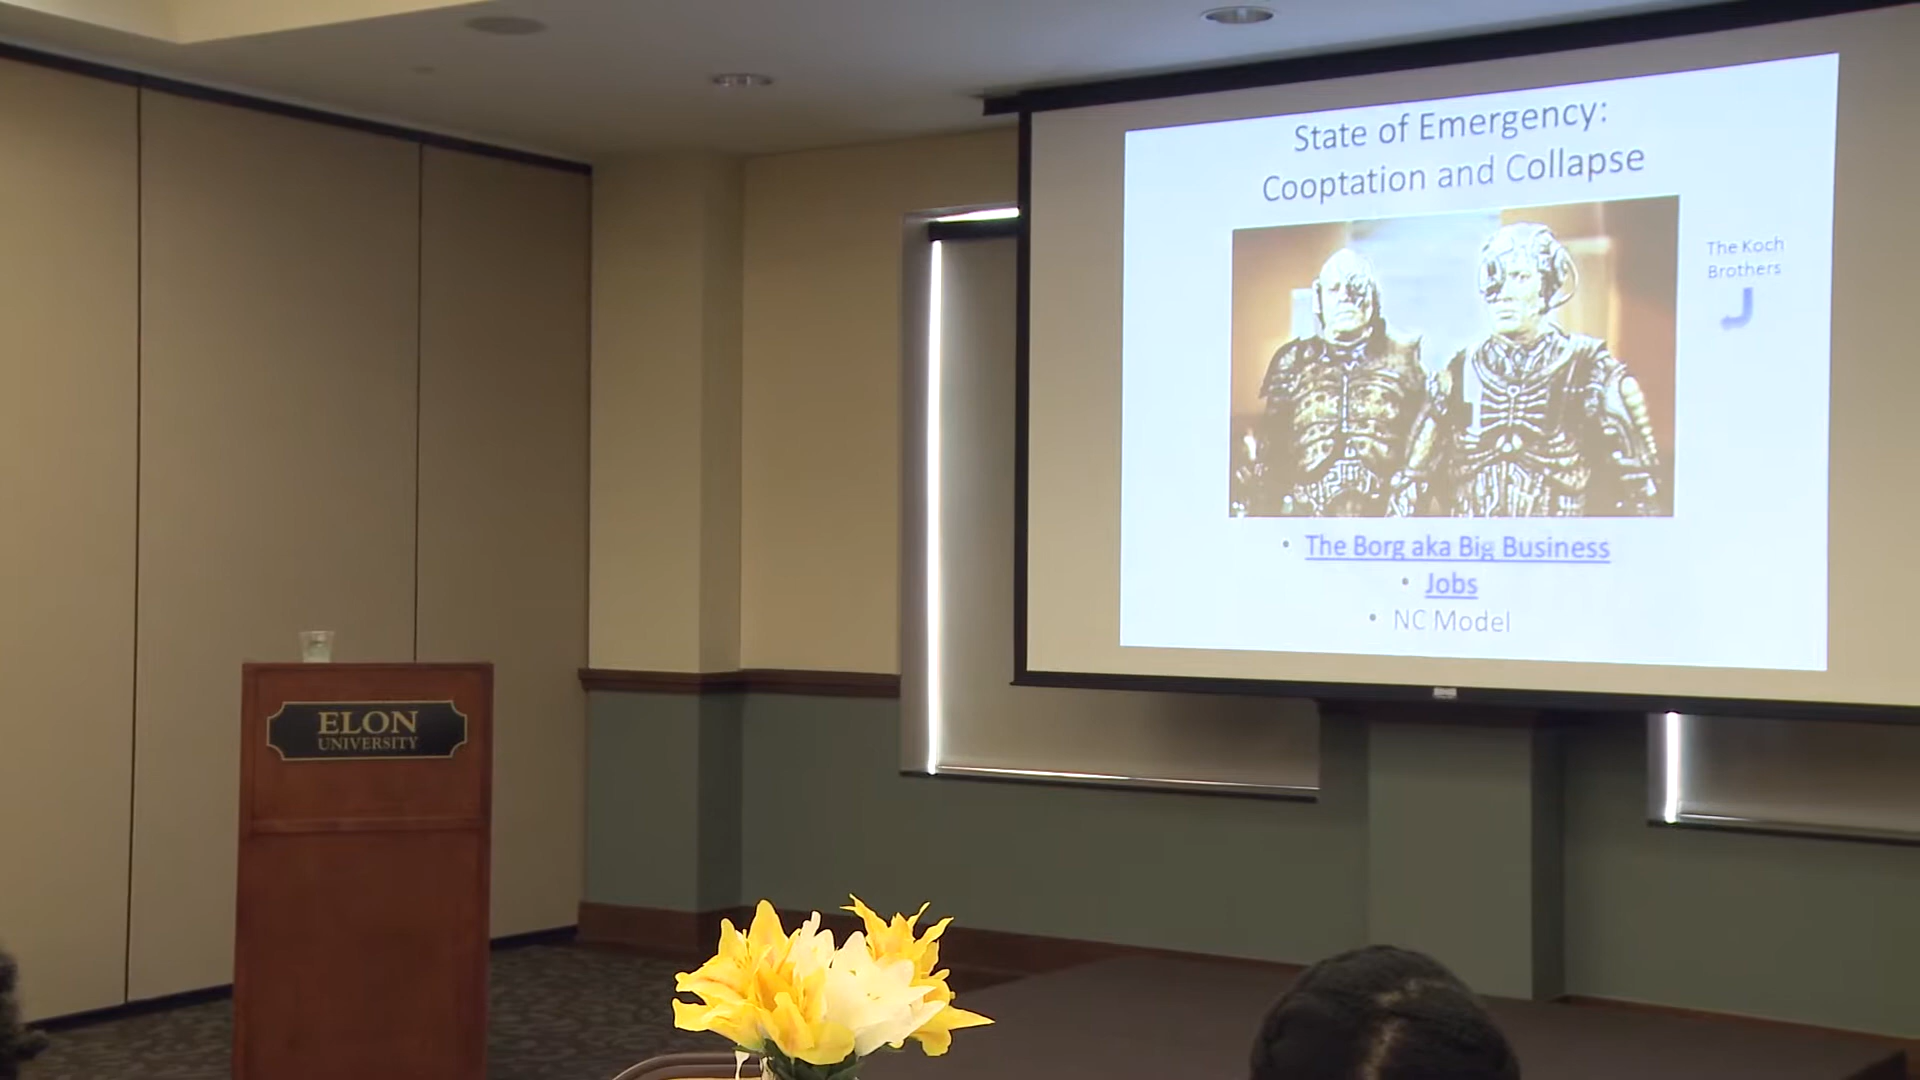 State of Emergency:
Cooptation and Collapse
The Koch
Brothers
• The Borg aka Big Business
• Jobs
• NC Model
ELON
UNIVERSITY